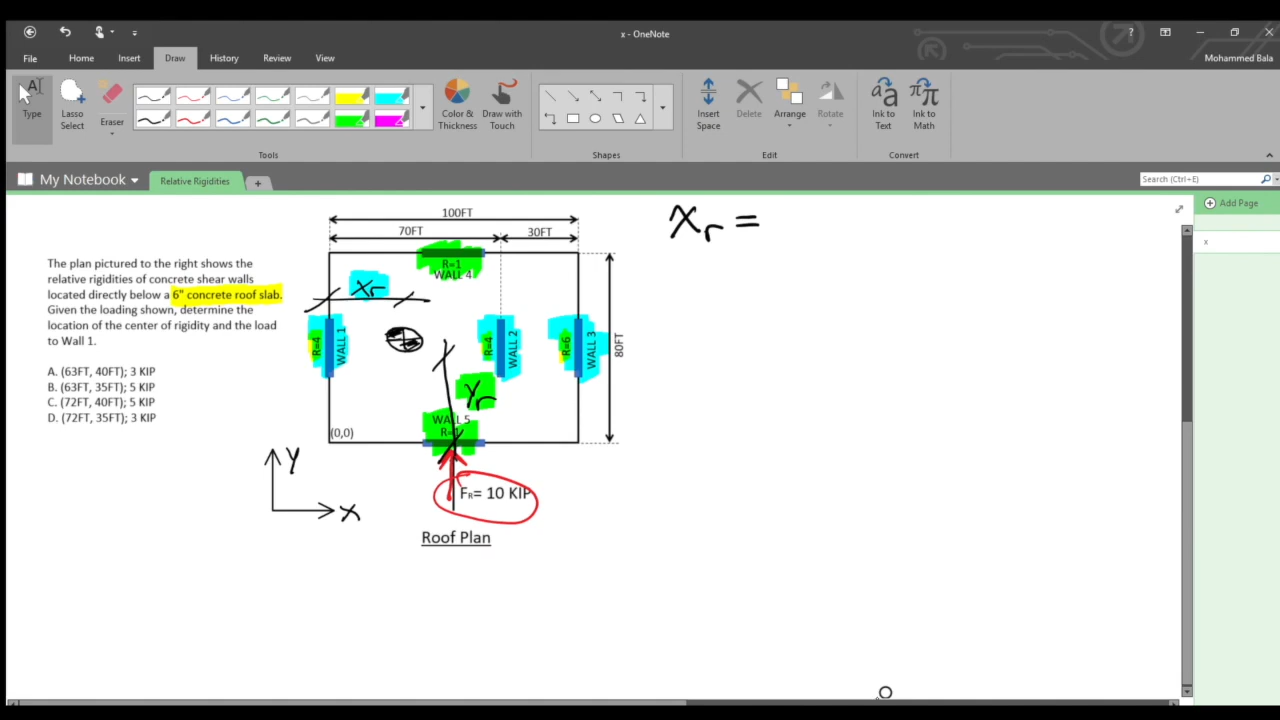 x - OneNote
?
File
Home
Insert
Draw
History
Review
View
Mohammed Bala
Type
Lasso Select
Eraser
Color & Thickness
Draw with Touch
Insert Space
Delete
Arrange
Rotate
Ink to Text
Ink to Math
Tools
Shapes
Edit
Convert
My Notebook
Relative Rigidities
Search (Ctrl+E)
Add Page
x
The plan pictured to the right shows the
relative rigidities of concrete shear walls
located directly below a 6" concrete roof slab.
Given the loading shown, determine the
location of the center of rigidity and the load
to Wall 1.
A. (63FT, 40FT); 3 KIP
B. (63FT, 35FT); 5 KIP
C. (72FT, 40FT); 5 KIP
D. (72FT, 35FT); 3 KIP
100FT
70FT
30FT
R=1
WALL 4
Xr
R=4
WALL 1
R=4
WALL 2
R=6
WALL 3
80FT
Yr
WALL 5
R=1
(0,0)
Y
X
FR= 10 KIP
Roof Plan
Xr =